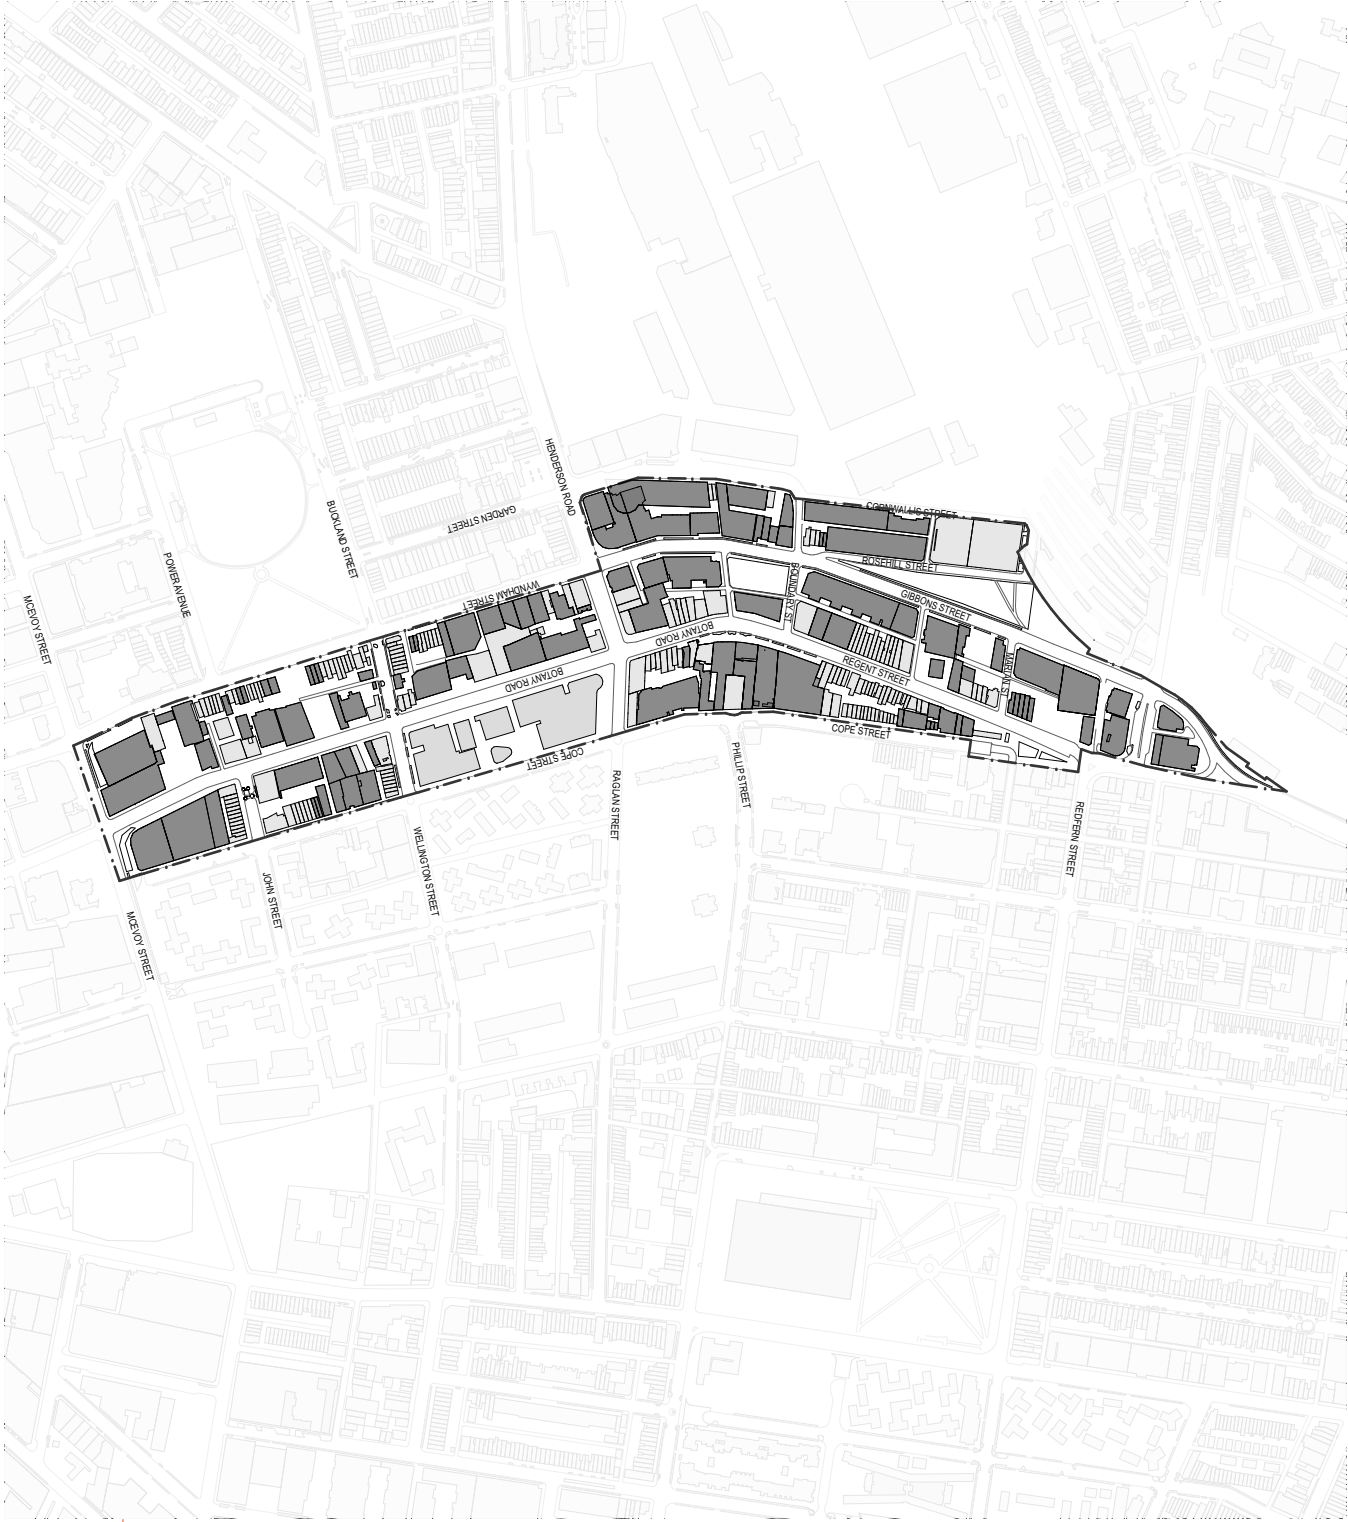 HENDERSON ROAD
CORNWALLIS STREET
GARDEN STREET
BUCKLAND STREET
POWER AVENUE
MCEVOY STREET
ROSEHILL STREET
WYNDHAM STREET
BOUNDARY ST
GIBBONS STREET
BOTANY ROAD
MARIAN ST
REGENT STREET
BOTANY ROAD
COPE STREET
COPE STREET
PHILLIP STREET
RAGLAN STREET
REDFERN STREET
WELLINGTON STREET
JOHN STREET
MCEVOY STREET